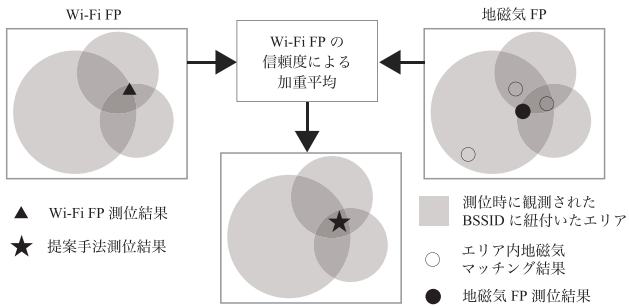 Wi-Fi FP
Wi-Fi FP の
信頼度による
加重平均
地磁気 FP
Wi-Fi FP 測位結果
提案手法測位結果
測位時に観測された
BSSID に紐付いたエリア
エリア内地磁気
マッチング結果
地磁気 FP 測位結果